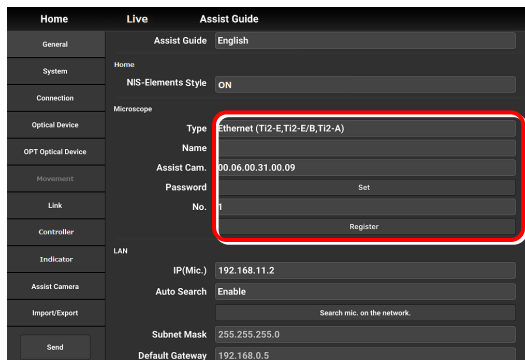 Home Live Assist Guide
General
System
Connection
Optical Device
OPT Optical Device
Movement
Link
Controller
Indicator
Assist Camera
Import/Export
Send
Assist Guide English
Home
NIS-Elements Style ON
Microscope
Type Ethernet (Ti2-E,Ti2-E/B,Ti2-A)
Name
Assist Cam. 00.06.00.31.00.09
Password Set
No. 1
Register
LAN
IP(Mic.) 192.168.11.2
Auto Search Enable
Search mic. on the network.
Subnet Mask 255.255.255.0
Default Gateway 192.168.0.5